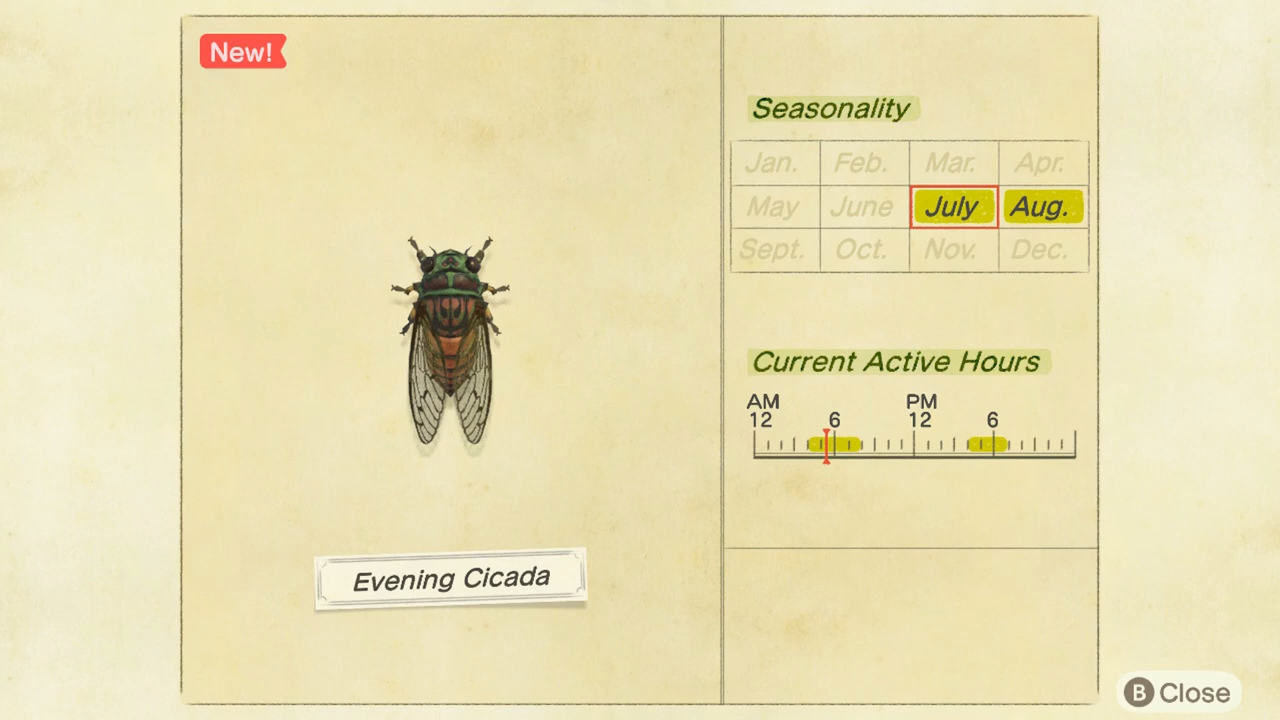 New!
Seasonality
Jan. Feb. Mar. Apr.
May June July Aug.
Sept. Oct. Nov. Dec.
Current Active Hours
AM PM
12 6 12 6
Evening Cicada
B Close